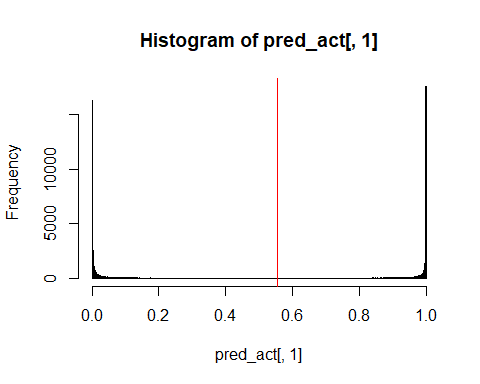 Histogram of pred_act[, 1]
Frequency
0
5000
10000
0.0 0.2 0.4 0.6 0.8 1.0
pred_act[, 1]